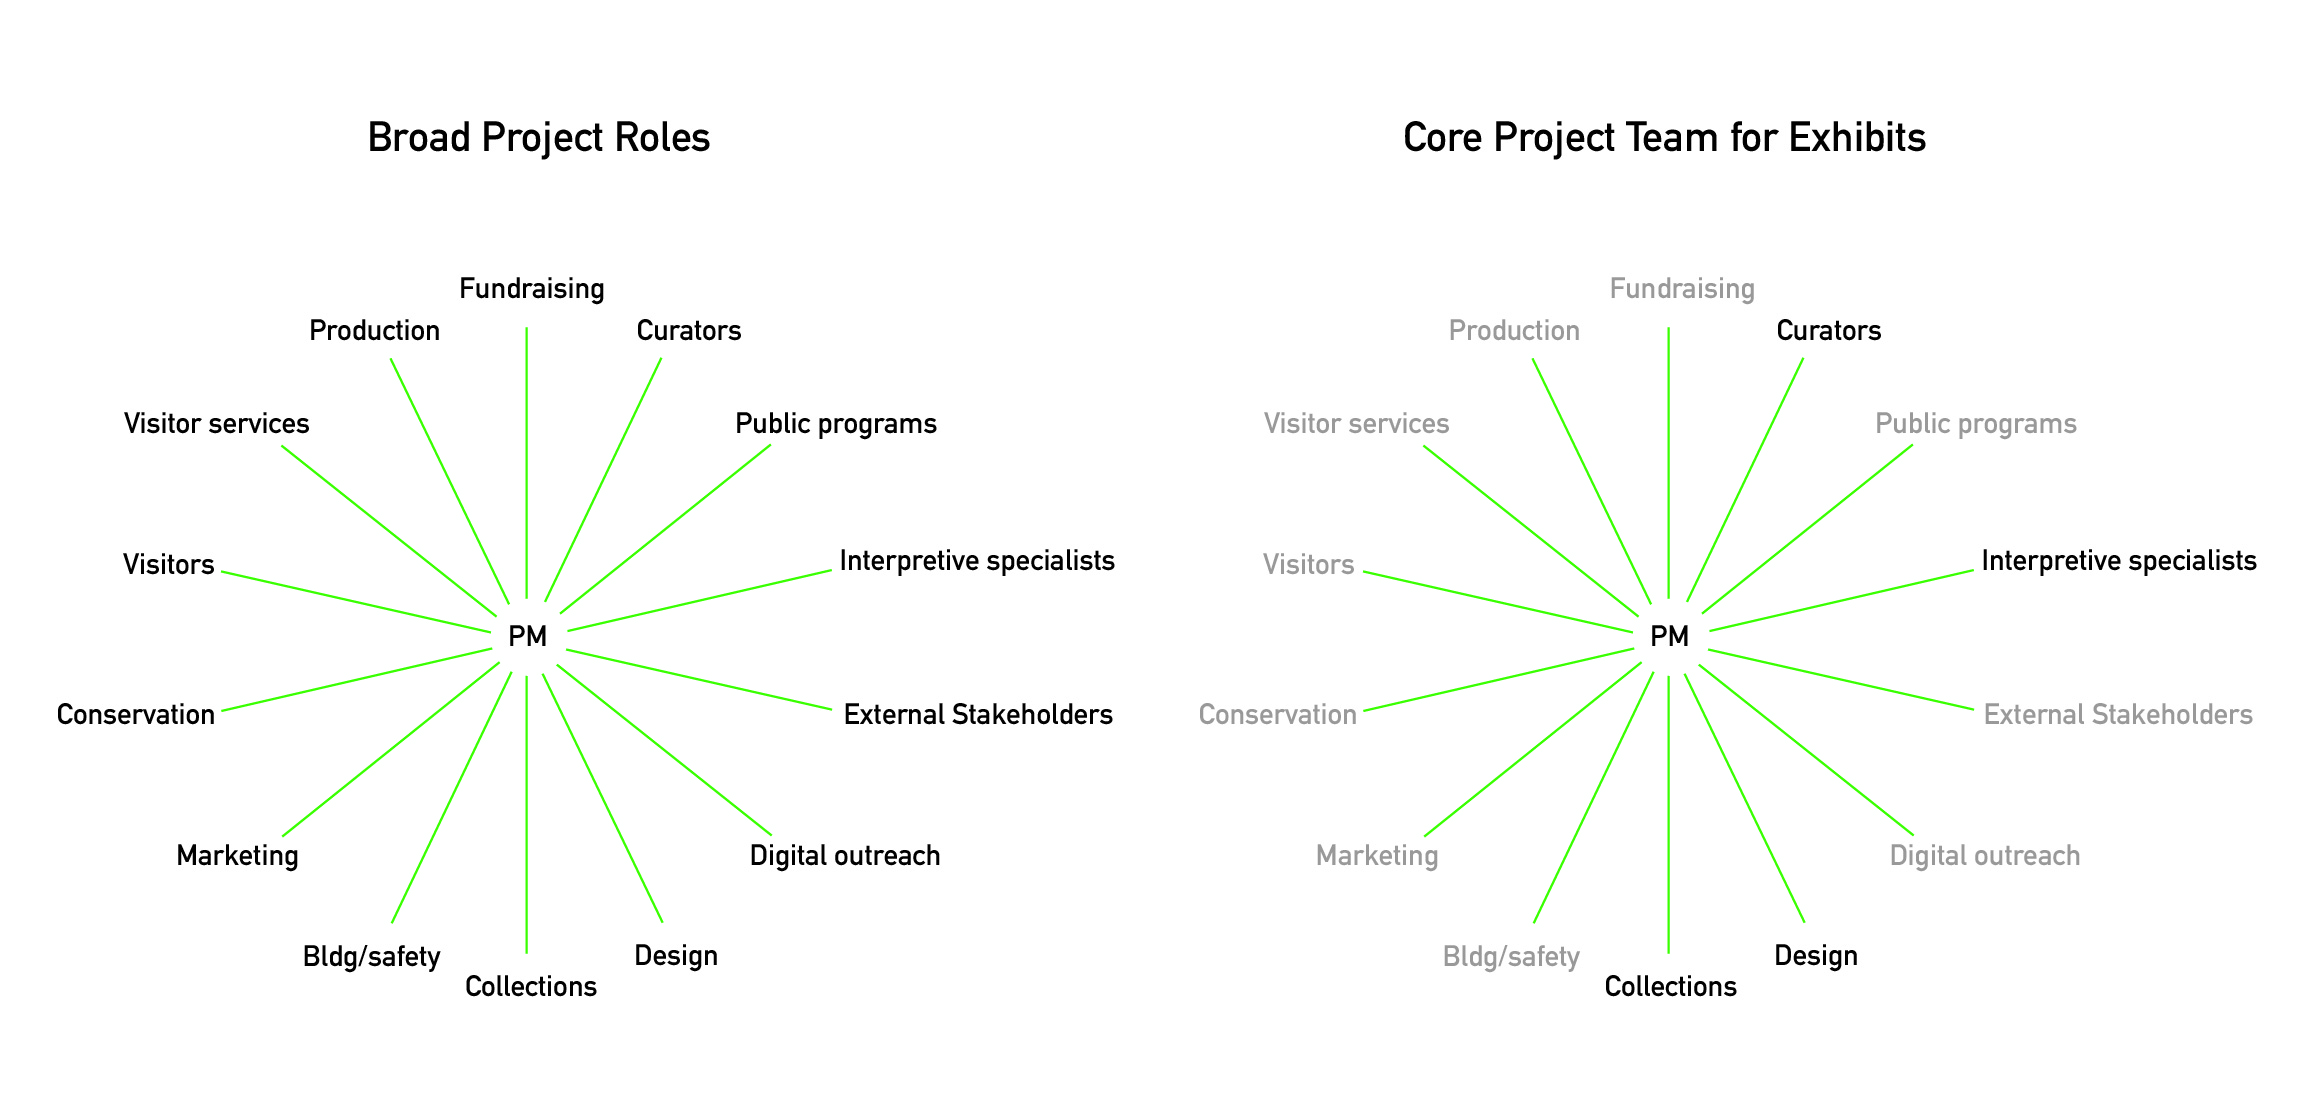 Broad Project Roles
Fundraising
Production
Curators
Visitor services
Public programs
Visitors
Interpretive specialists
PM
Conservation
External Stakeholders
Marketing
Digital outreach
Bldg/safety
Design
Collections
Core Project Team for Exhibits
Fundraising
Production
Curators
Visitor services
Public programs
Visitors
Interpretive specialists
PM
Conservation
External Stakeholders
Marketing
Digital outreach
Bldg/safety
Design
Collections